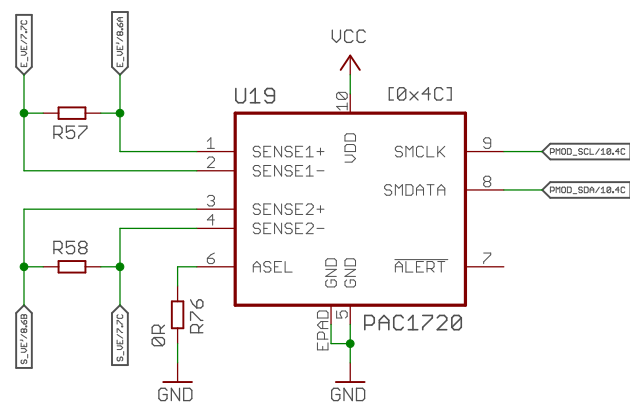 E_VE/7.7C
E_VE'/8.6A
VCC
U19
10
[0x4C]
R57
1
SENSE1+
VDD
SMCLK
9
PMOD_SCL/10.4C
2
SENSE1-
SMDATA
8
PMOD_SDA/10.4C
3
SENSE2+
4
SENSE2-
R58
6
ASEL
GND
GND
ALERT
7
S_VE'/8.6B
S_VE/7.7C
0R
R76
EPAD
5
PAC1720
GND
GND